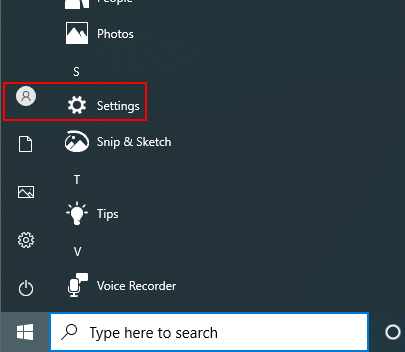 People
Photos
S
Settings
Snip & Sketch
T
Tips
V
Voice Recorder
Type here to search